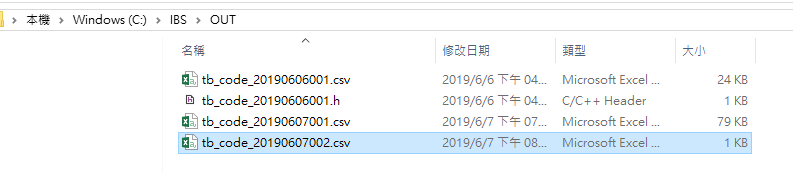 本機 > Windows (C:) > IBS > OUT
名稱 修改日期 類型 大小
tb_code_20190606001.csv 2019/6/6 下午 04... Microsoft Excel ... 24 KB
tb_code_20190606001.h 2019/6/6 下午 04... C/C++ Header 1 KB
tb_code_20190607001.csv 2019/6/7 下午 07... Microsoft Excel ... 79 KB
tb_code_20190607002.csv 2019/6/7 下午 08... Microsoft Excel ... 1 KB